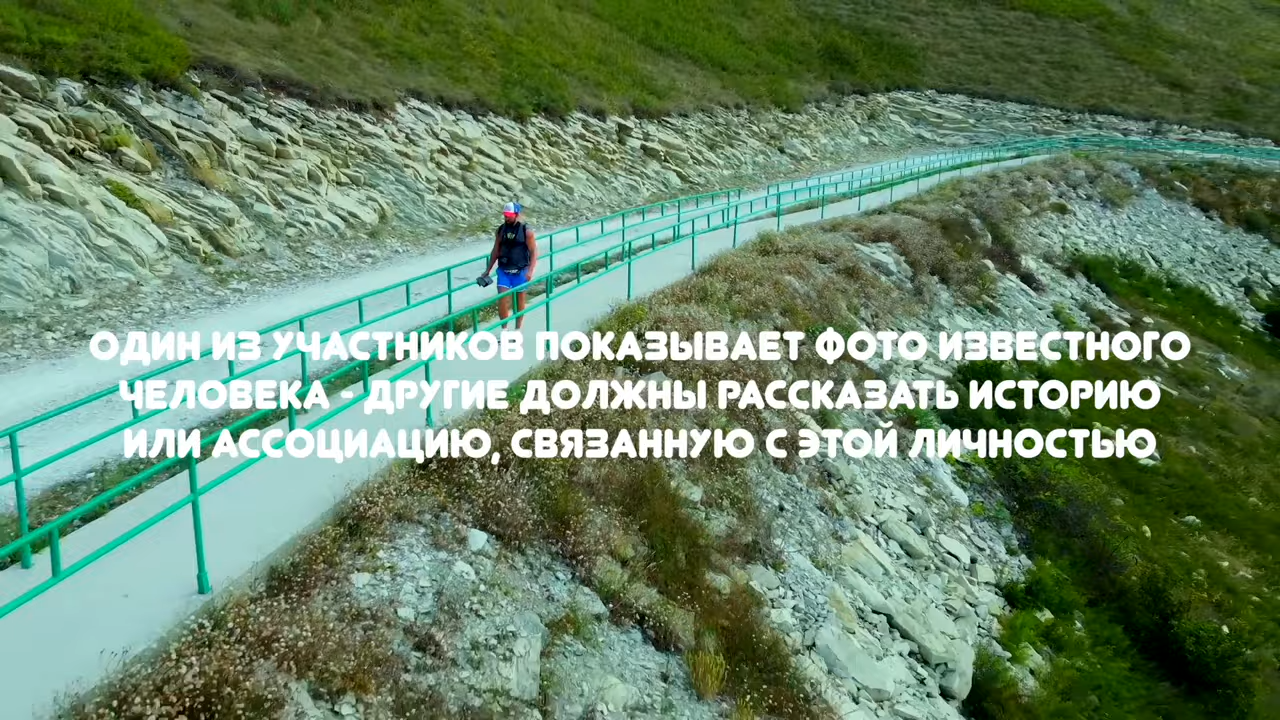 ОДИН ИЗ УЧАСТНИКОВ ПОКАЗЫВАЕТ ФОТО ИЗВЕСТНОГО
ЧЕЛОВЕКА - ДРУГИЕ ДОЛЖНЫ РАССКАЗАТЬ ИСТОРИЮ
ИЛИ АССОЦИАЦИЮ, СВЯЗАННУЮ С ЭТОЙ ЛИЧНОСТЬЮ